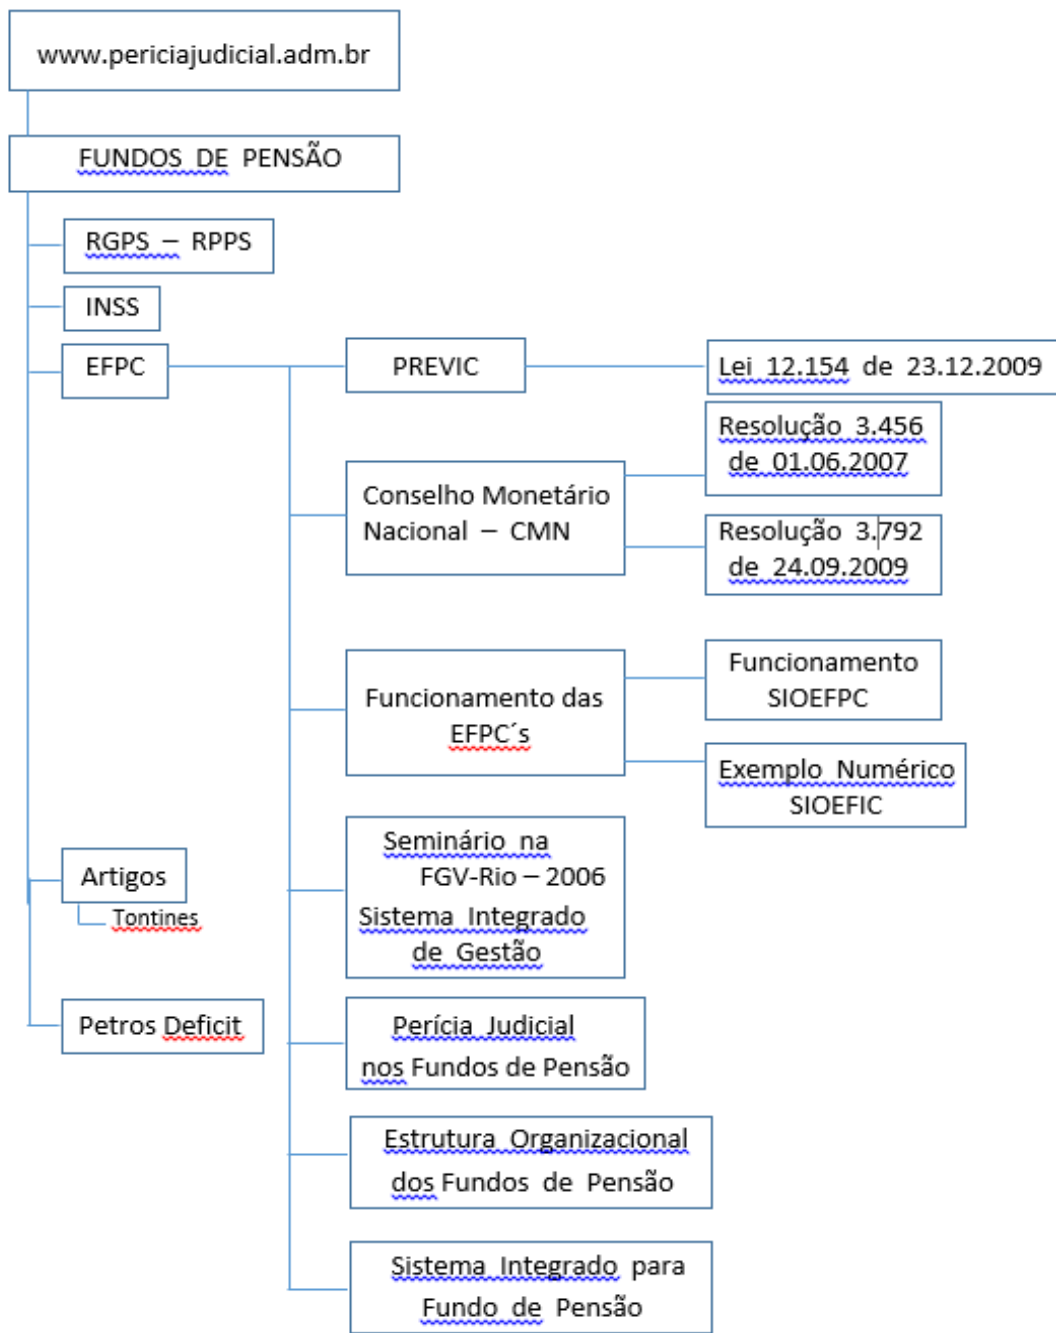 www.periciajudicial.adm.br
FUNDOS DE PENSÃO
RGPS – RPPS
INSS
EFPC
PREVIC
Lei 12.154 de 23.12.2009
Conselho Monetário
Nacional – CMN
Resolução 3.456
de 01.06.2007
Resolução 3.792
de 24.09.2009
Funcionamento das
EFPC´s
Funcionamento
SIOEFPC
Exemplo Numérico
SIOEFIC
Seminário na
FGV-Rio – 2006
Sistema Integrado
de Gestão
Perícia Judicial
nos Fundos de Pensão
Estrutura Organizacional
dos Fundos de Pensão
Sistema Integrado para
Fundo de Pensão
Artigos
Tontines
Petros Deficit